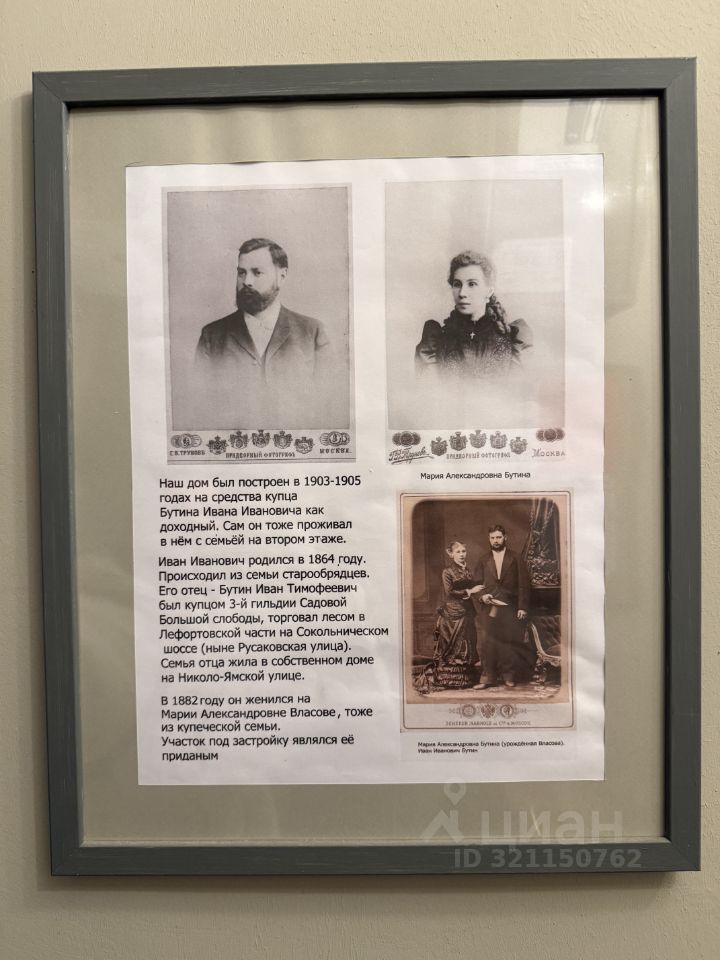 С.В. ТРУНОВЪ
ПРИДВОРНЫЙ ФОТОГРАФЪ
МОСКВА.
ПРИДВОРНЫЙ ФОТОГРАФЪ
МОСКВА
Мария Александровна Бутина
Наш дом был построен в 1903-1905
годах на средства купца
Бутина Ивана Ивановича как
доходный. Сам он тоже проживал
в нём с семьёй на втором этаже.
Иван Иванович родился в 1864 году.
Происходил из семьи старообрядцев.
Его отец - Бутин Иван Тимофеевич
был купцом 3-й гильдии Садовой
Большой слободы, торговал лесом в
Лефортовской части на Сокольническом
шоссе (ныне Русаковская улица).
Семья отца жила в собственном доме
на Николо-Ямской улице.
В 1882 году он женился на
Марии Александровне Власове, тоже
из купеческой семьи.
Участок под застройку являлся её
приданым
Мария Александровна Бутина (урождённая Власова).
Иван Иванович Бутин
циан
ID 321150762